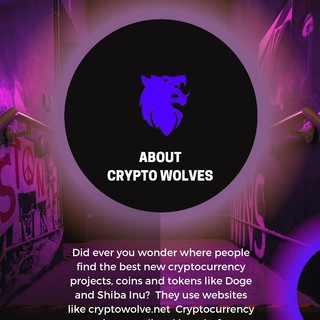 ABOUT
CRYPTO WOLVES
Did ever you wonder where people
find the best new cryptocurrency
projects, coins and tokens like Doge
and Shiba Inu?  They use websites
like cryptowolve.net  Cryptocurrency